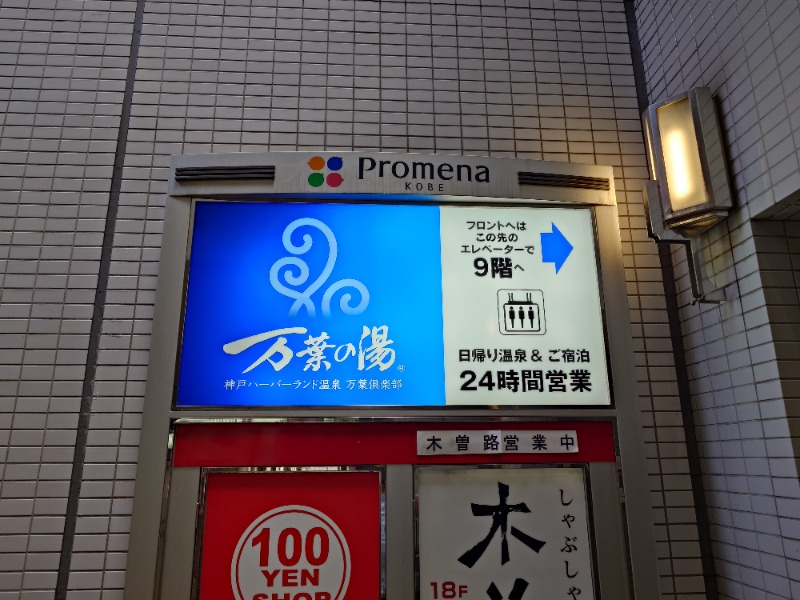 Promena
KOBE
万葉の湯
神戸ハーバーランド温泉 万葉倶楽部
フロントへは
この先の
エレベーターで
9階へ
日帰り温泉 & ご宿泊
24時間営業
木曽路営業中
100
YEN
SHOP
木
しゃぶしゃ
18F